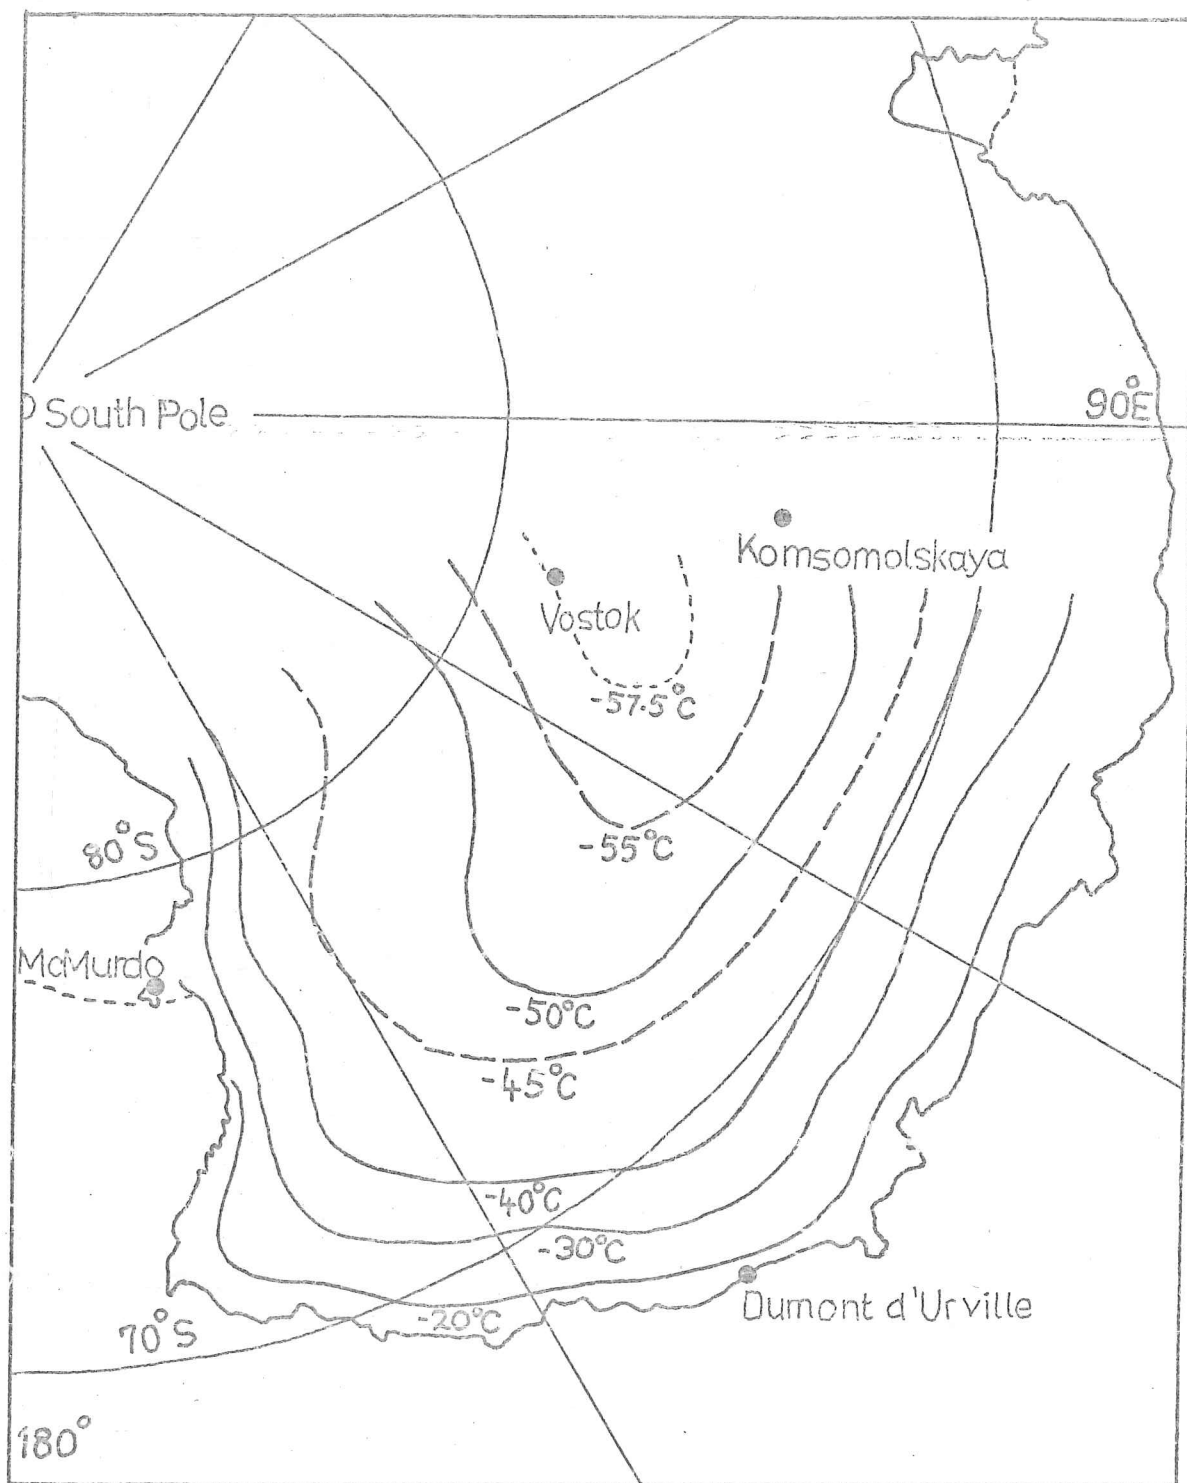 South Pole
90°E
Komsomolskaya
Vostok
-57.5°C
-55°C
80°S
McMurdo
-50°C
-45°C
-40°C
-30°C
-20°C
Dumont d'Urville
70°S
180°